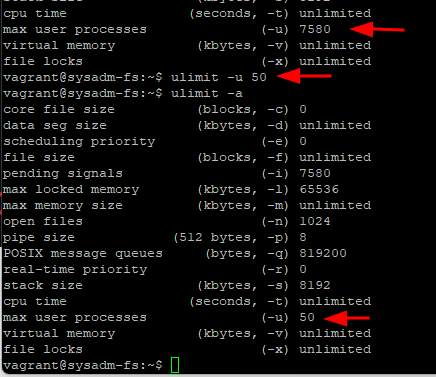 cpu time (seconds, -t) unlimited
max user processes (-u) 7580
virtual memory (kbytes, -v) unlimited
file locks (-x) unlimited
vagrant@sysadm-fs:~$ ulimit -u 50
vagrant@sysadm-fs:~$ ulimit -a
core file size (blocks, -c) 0
data seg size (kbytes, -d) unlimited
scheduling priority (-e) 0
file size (blocks, -f) unlimited
pending signals (-i) 7580
max locked memory (kbytes, -l) 65536
max memory size (kbytes, -m) unlimited
open files (-n) 1024
pipe size (512 bytes, -p) 8
POSIX message queues (bytes, -q) 819200
real-time priority (-r) 0
stack size (kbytes, -s) 8192
cpu time (seconds, -t) unlimited
max user processes (-u) 50
virtual memory (kbytes, -v) unlimited
file locks (-x) unlimited
vagrant@sysadm-fs:~$